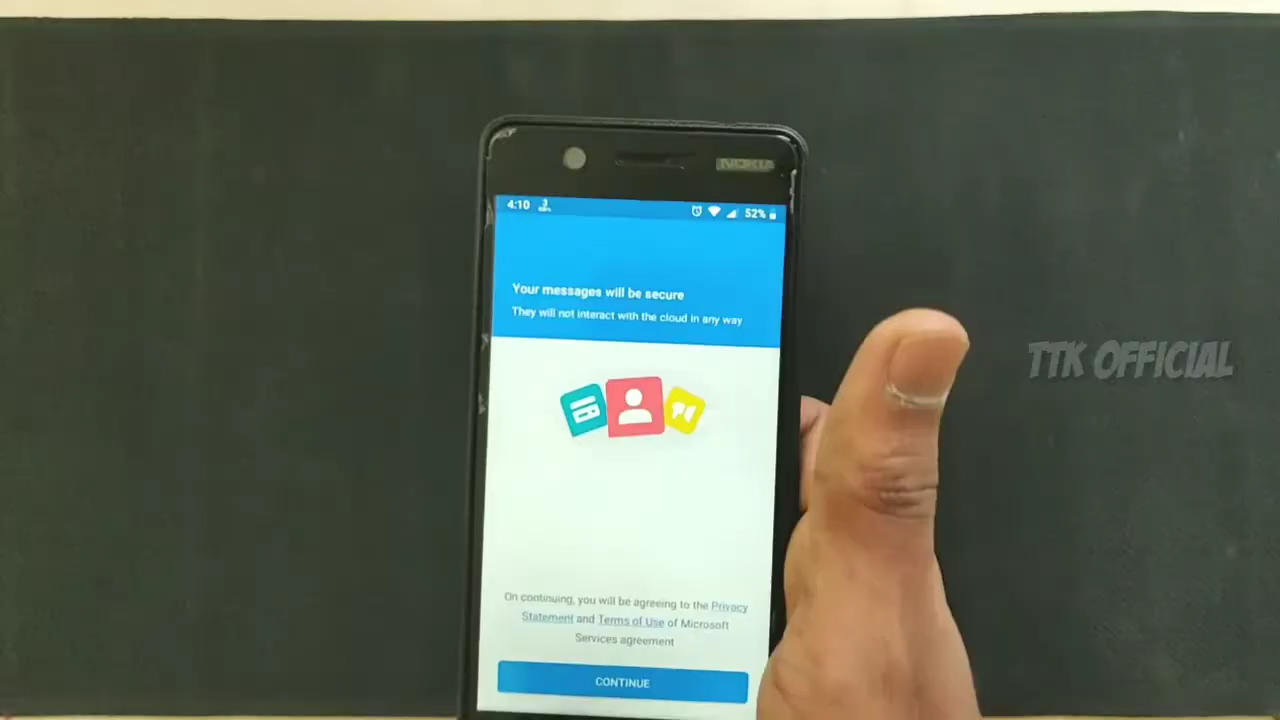 NOKIA
4:10
52%
Your messages will be secure
They will not interact with the cloud in any way
TTK OFFICIAL
On continuing, you will be agreeing to the Privacy
Statement and Terms of Use of Microsoft
Services agreement
CONTINUE